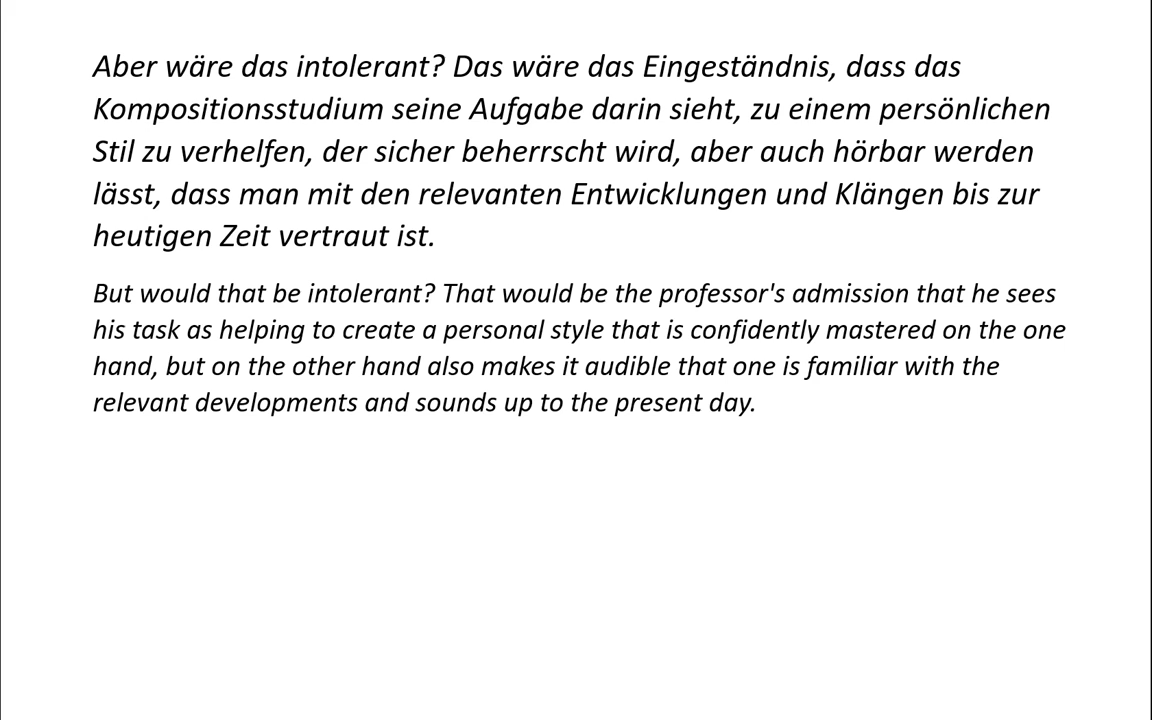 Aber wäre das intolerant? Das wäre das Eingeständnis, dass das
Kompositionsstudium seine Aufgabe darin sieht, zu einem persönlichen
Stil zu verhelfen, der sicher beherrscht wird, aber auch hörbar werden
lässt, dass man mit den relevanten Entwicklungen und Klängen bis zur
heutigen Zeit vertraut ist.
But would that be intolerant? That would be the professor's admission that he sees
his task as helping to create a personal style that is confidently mastered on the one
hand, but on the other hand also makes it audible that one is familiar with the
relevant developments and sounds up to the present day.